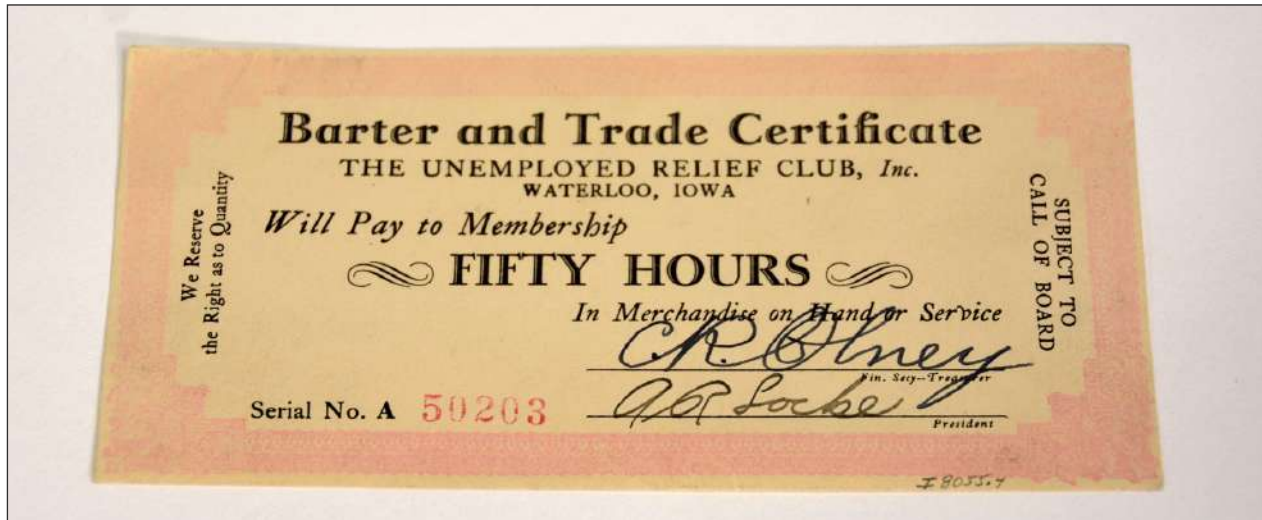 Barter and Trade Certificate
THE UNEMPLOYED RELIEF CLUB, Inc.
WATERLOO, IOWA
Will Pay to Membership
FIFTY HOURS
In Merchandise on Hand or Service
C.R. Olney
Fin. Secy—Treasurer
Serial No. A 50203
A R Locke
President
We Reserve
the Right as to Quantity
SUBJECT TO
CALL OF BOARD
I 8055.4